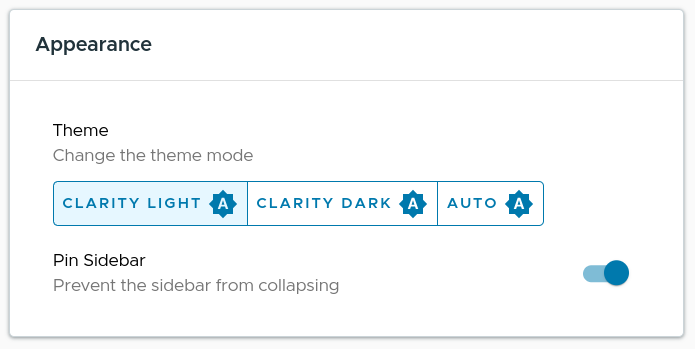 Appearance
Theme
Change the theme mode
CLARITY LIGHT A CLARITY DARK A AUTO A
Pin Sidebar
Prevent the sidebar from collapsing